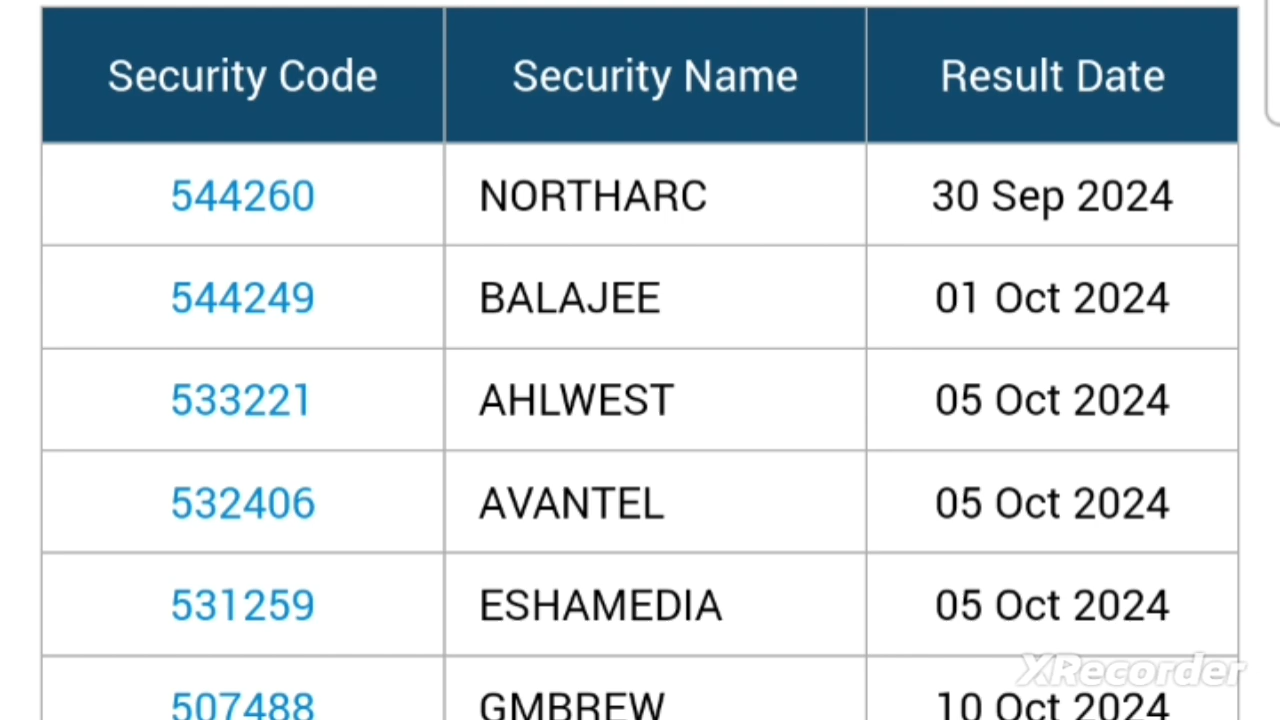 Security Code Security Name Result Date
544260 NORTHARC 30 Sep 2024
544249 BALAJEE 01 Oct 2024
533221 AHLWEST 05 Oct 2024
532406 AVANTEL 05 Oct 2024
531259 ESHAMEDIA 05 Oct 2024
XRecorder
507488 GMBREW 10 Oct 2024